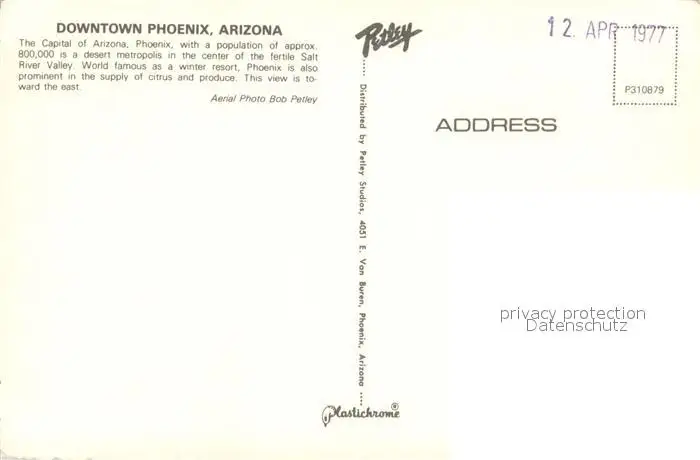 DOWNTOWN PHOENIX, ARIZONA
The Capital of Arizona, Phoenix, with a population of approx.
800,000 is a desert metropolis in the center of the fertile Salt
River Valley. World famous as a winter resort, Phoenix is also
prominent in the supply of citrus and produce. This view is to-
ward the east.
Aerial Photo Bob Petley
Petley
Distributed by Petley Studios, 4051 E. Van Buren, Phoenix, Arizona
Plastichrome®
12. APR 1977
P310879
ADDRESS
privacy protection
Datenschutz